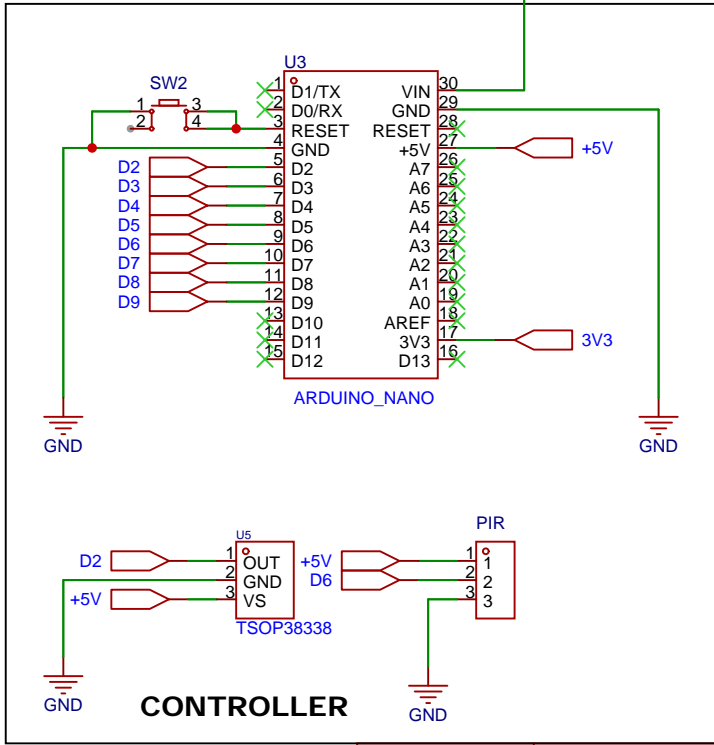 U3
SW2
1 3
2 4
1 D1/TX VIN 30
2 D0/RX GND 29
3 RESET RESET 28
4 GND +5V 27 +5V
D2 5 D2 A7 26
D3 6 D3 A6 25
D4 7 D4 A5 24
D5 8 D5 A4 23
D6 9 D6 A3 22
D7 10 D7 A2 21
D8 11 D8 A1 20
D9 12 D9 A0 19
13 D10 AREF 18
14 D11 3V3 17 3V3
15 D12 D13 16
ARDUINO_NANO
GND GND
U5 PIR
D2 1 OUT +5V 1 1
2 GND D6 2 2
+5V 3 VS 3 3
TSOP38338
GND GND
CONTROLLER